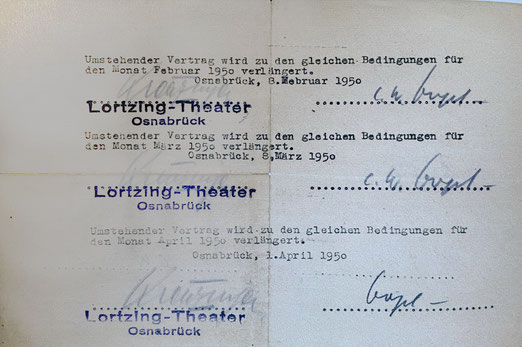 Umstehender Vertrag wird zu den gleichen Bedingungen für
den Monat Februar 1950 verlängert.
Osnabrück, 8.Februar 1950
Lortzing-Theater
Osnabrück
Umstehender Vertrag wird zu den gleichen Bedingungen für
den Monat März 1950 verlängert.
Osnabrück, 8,März 1950
Lortzing-Theater
Osnabrück
Umstehender Vertrag wird zu den gleichen Bedingungen für
den Monat April 1950 verlängert.
Osnabrück, 1.April 1950
Lortzing-Theater
Osnabrück